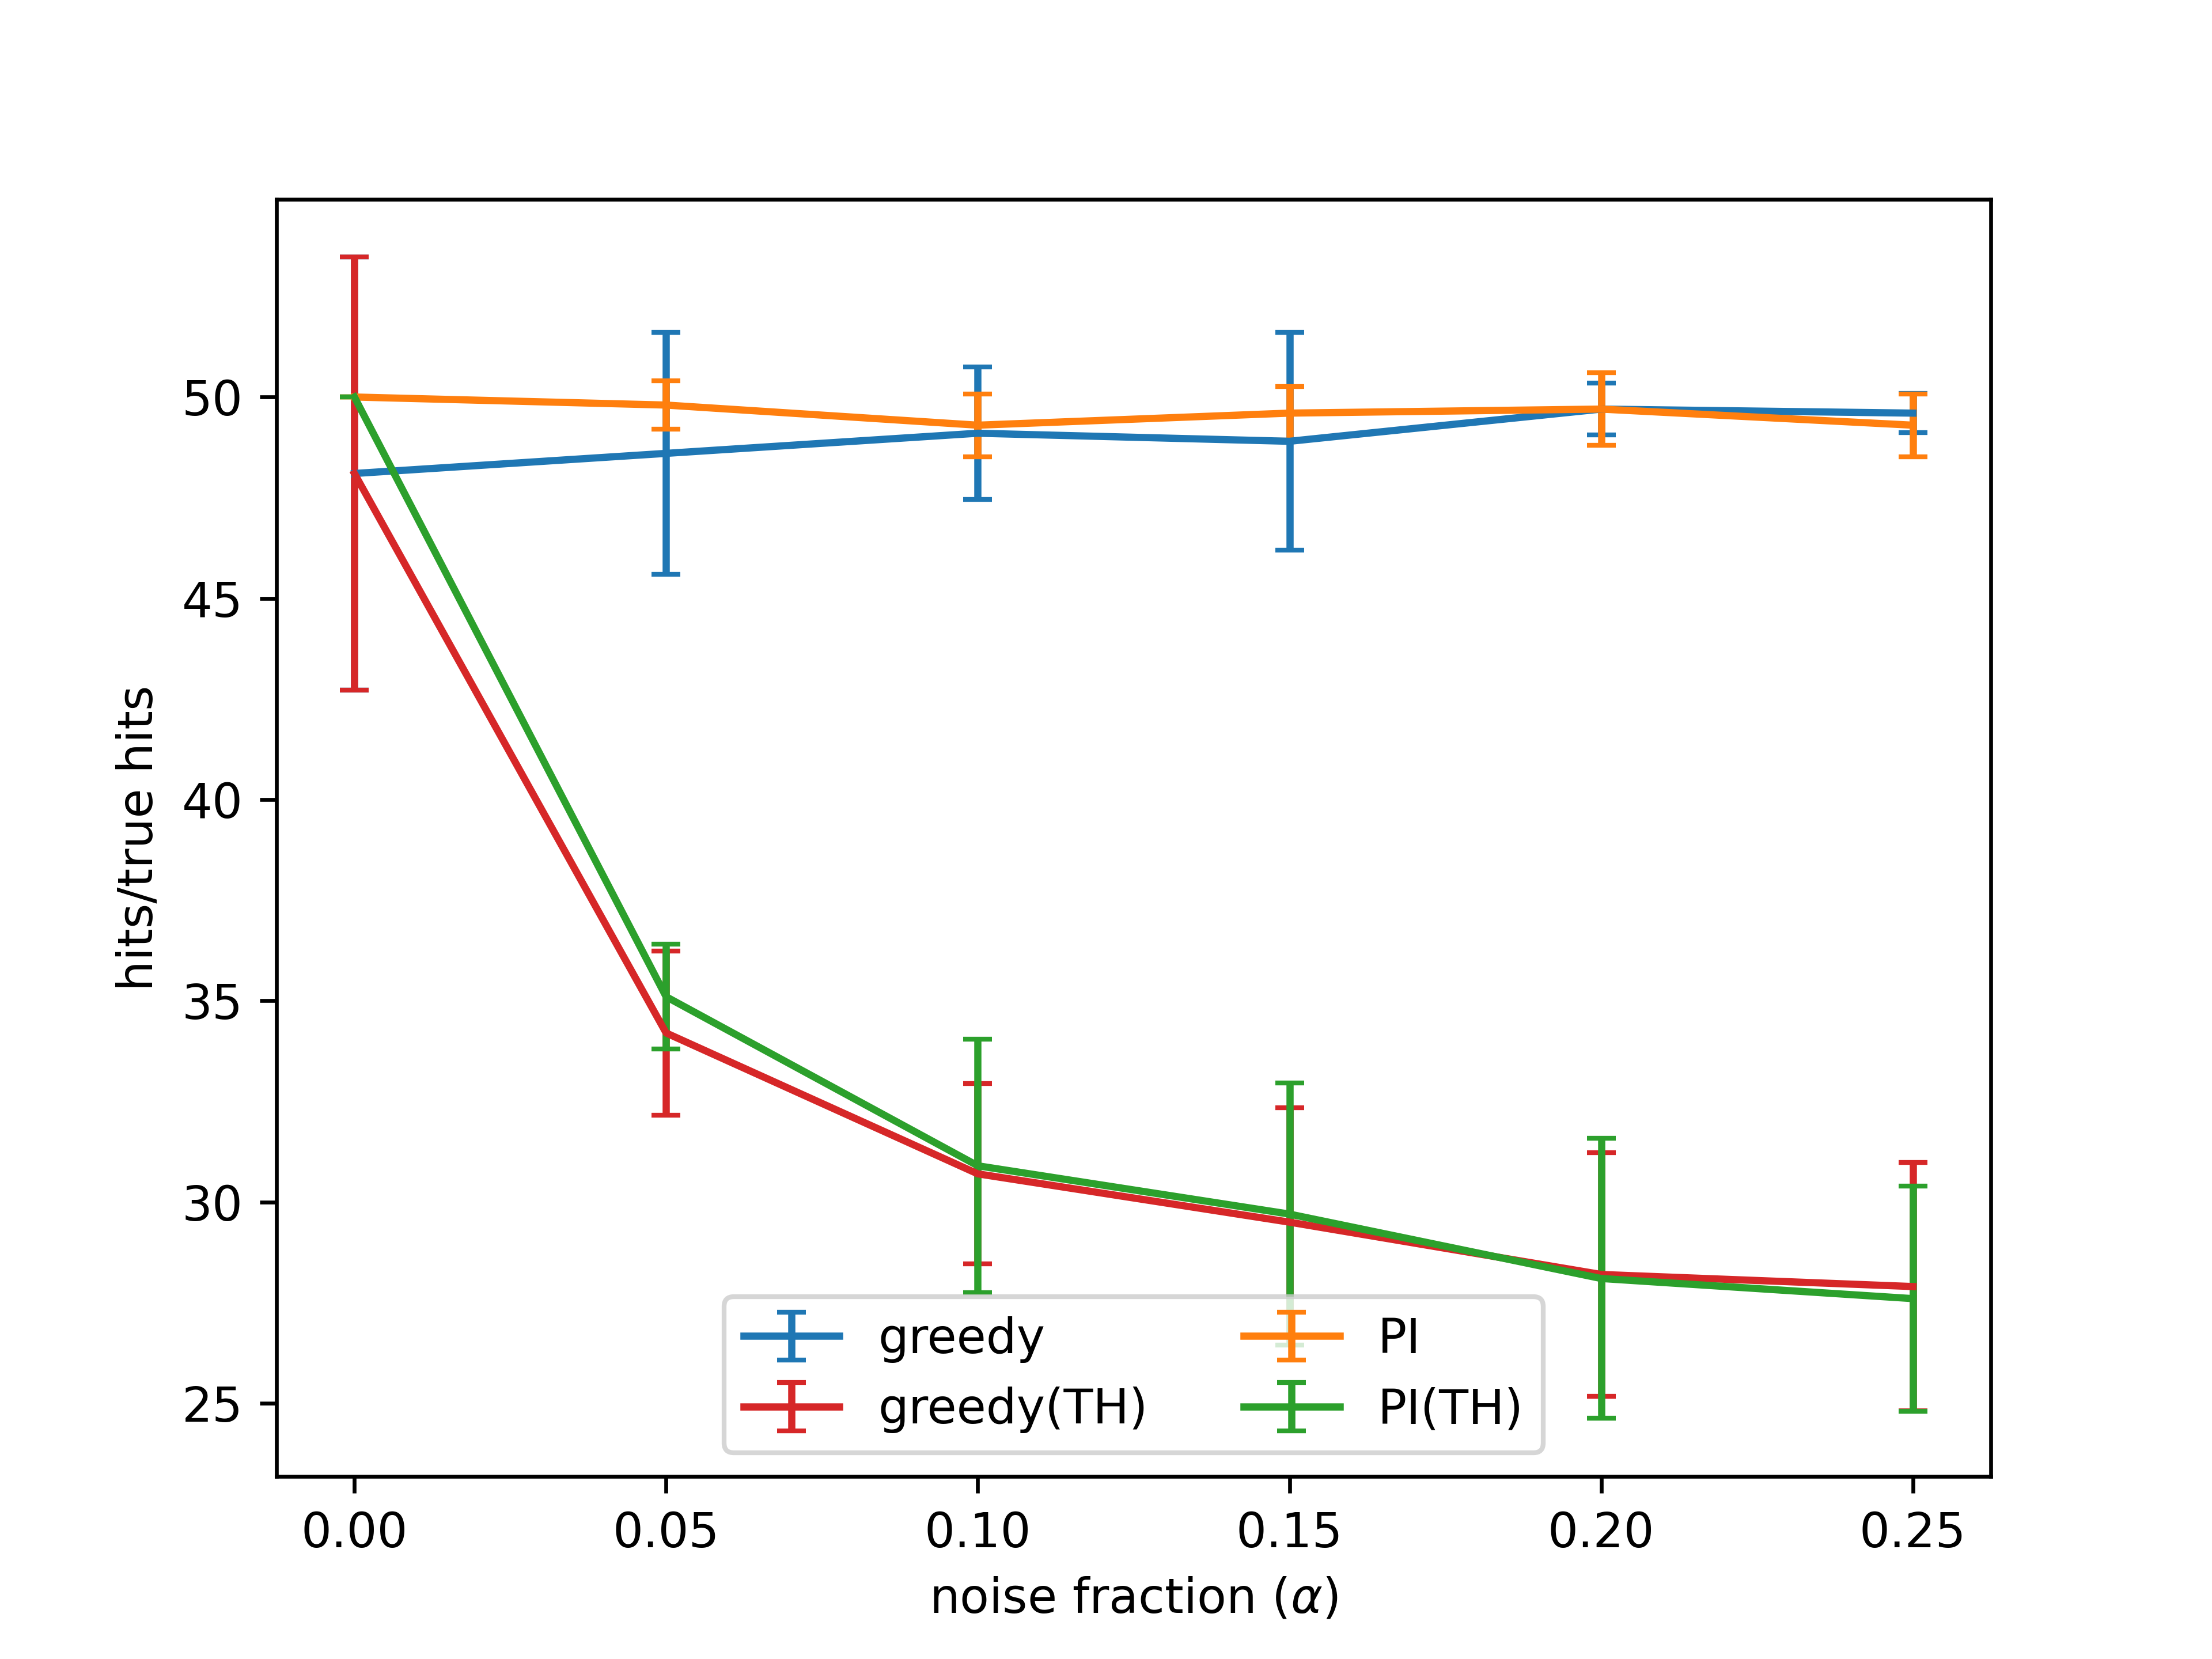 50
45
40
35
30
25
hits/true hits
greedy
PI
greedy(TH)
PI(TH)
0.00 0.05 0.10 0.15 0.20 0.25
noise fraction (α)